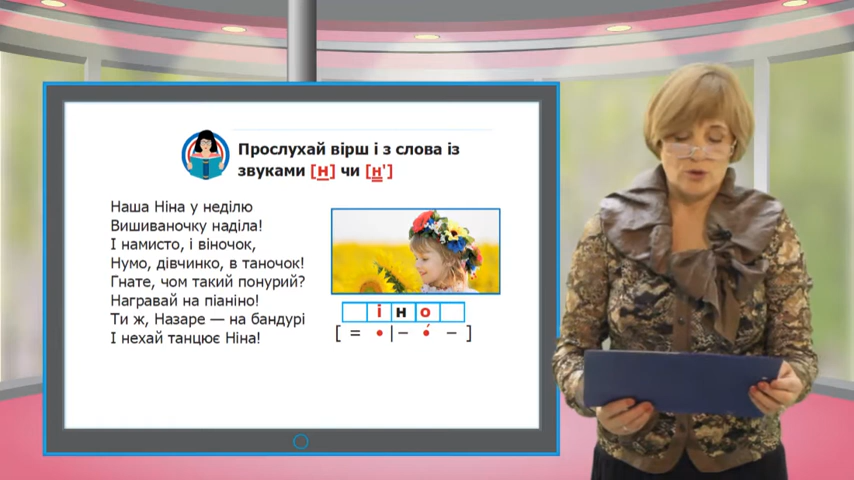 Прослухай вірш і з слова із
звуками [н] чи [н']
Наша Ніна у неділю
Вишиваночку наділа!
І намисто, і віночок,
Нумо, дівчинко, в таночок!
Гнате, чом такий понурий?
Награвай на піаніно!
Ти ж, Назаре — на бандурі
І нехай танцює Ніна!
і н о
[ = • | – •́ – ]